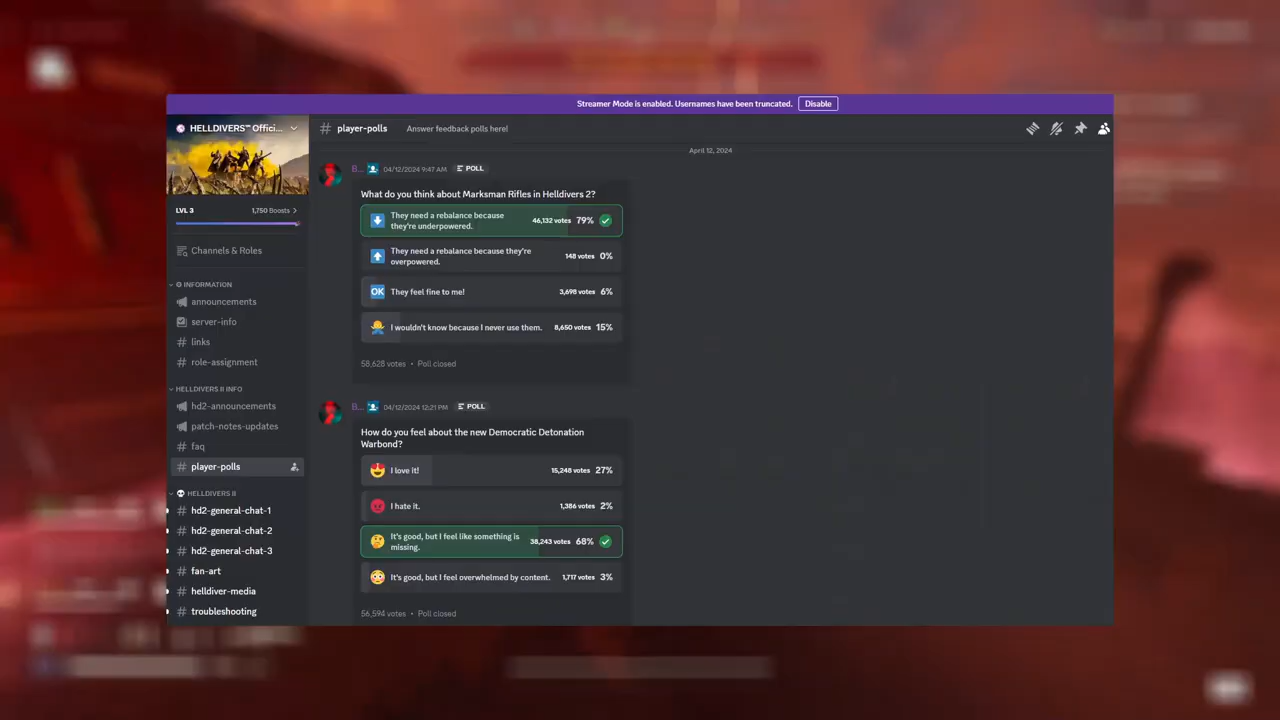 Streamer Mode is enabled. Usernames have been truncated. Disable
HELLDIVERS™ Offici...
# player-polls Answer feedback polls here!
April 12, 2024
LVL 3 1,750 Boosts
Channels & Roles
INFORMATION
announcements
server-info
links
role-assignment
HELLDIVERS II INFO
hd2-announcements
patch-notes-updates
faq
player-polls
HELLDIVERS II
hd2-general-chat-1
hd2-general-chat-2
hd2-general-chat-3
fan-art
helldiver-media
troubleshooting
B... 04/12/2024 9:47 AM POLL
What do you think about Marksman Rifles in Helldivers 2?
They need a rebalance because
they're underpowered.
46,132 votes 79%
They need a rebalance because they're
overpowered.
148 votes 0%
OK They feel fine to me! 3,698 votes 6%
I wouldn't know because I never use them. 8,650 votes 15%
58,628 votes • Poll closed
B... 04/12/2024 12:21 PM POLL
How do you feel about the new Democratic Detonation
Warbond?
I love it! 15,248 votes 27%
I hate it. 1,386 votes 2%
It's good, but I feel like something is
missing.
38,243 votes 68%
It's good, but I feel overwhelmed by content. 1,717 votes 3%
56,594 votes • Poll closed